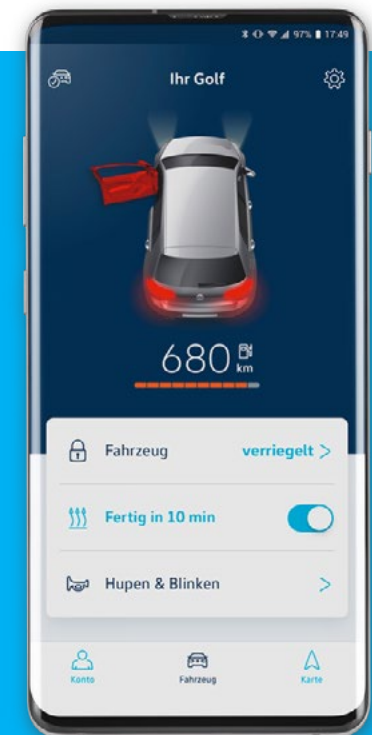 97% 17:49
Ihr Golf
680 km
Fahrzeug verriegelt >
Fertig in 10 min
Hupen & Blinken >
Konto Fahrzeug Karte